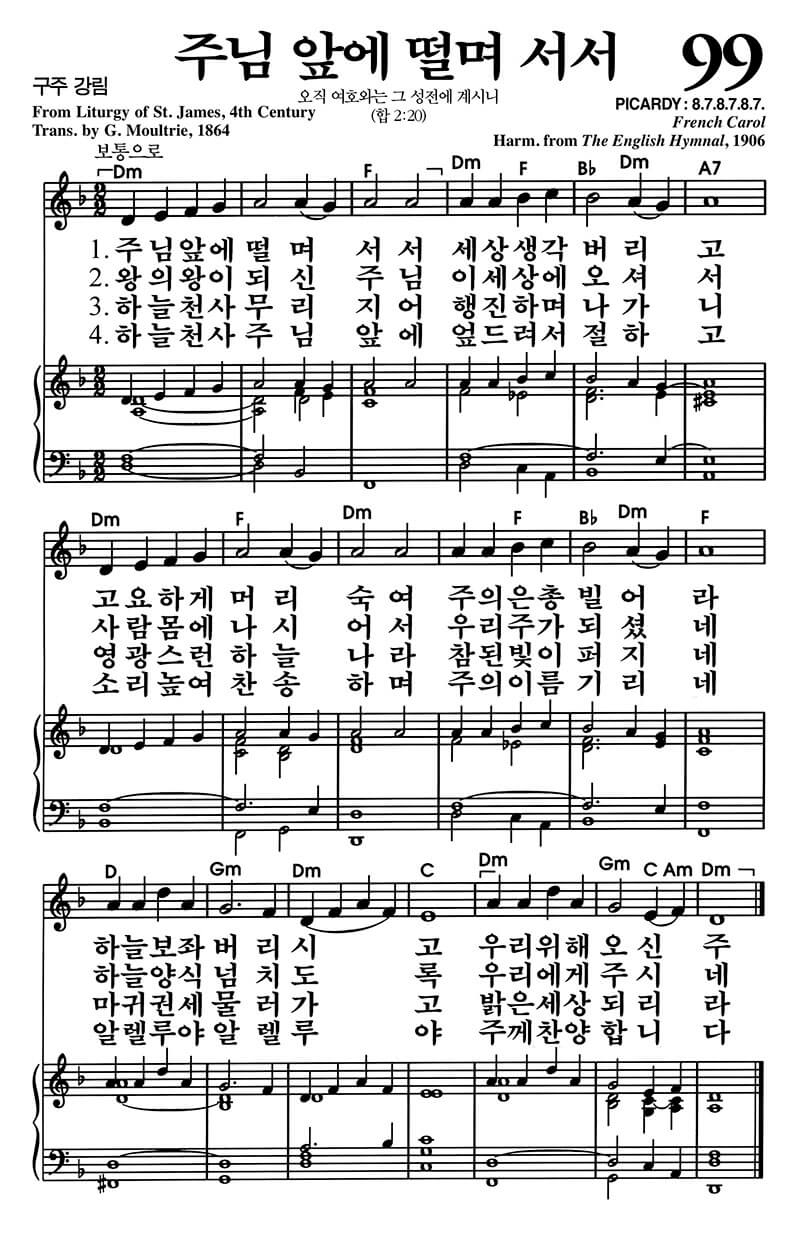 주님 앞에 떨며 서서 99
구주 강림
오직 여호와는 그 성전에 계시니
(합 2:20)
From Liturgy of St. James, 4th Century
Trans. by G. Moultrie, 1864
PICARDY : 8.7.8.7.8.7.
French Carol
Harm. from The English Hymnal, 1906
보통으로
Dm F Dm F B♭ Dm A7
1. 주님앞에 떨며 서서 세상생각 버리고
2. 왕의왕이 되신 주님 이세상에 오셔서
3. 하늘천사 무리 지어 행진하며 나가니
4. 하늘천사 주님 앞에 엎드려서 절하고
Dm F Dm F B♭ Dm F
고요하게 머리 숙여 주의은총 빌어라
사람몸에 나시어서 우리주가 되셨네
영광스런 하늘 나라 참된빛이 퍼지네
소리높여 찬송하며 주의이름 기리네
D Gm Dm C Dm Gm C Am Dm
하늘보좌 버리시고 우리위해 오신주
하늘양식 넘치도록 우리에게 주시네
마귀권세 물러가고 밝은세상 되리라
알렐루야 알렐루야 주께찬양 합니다